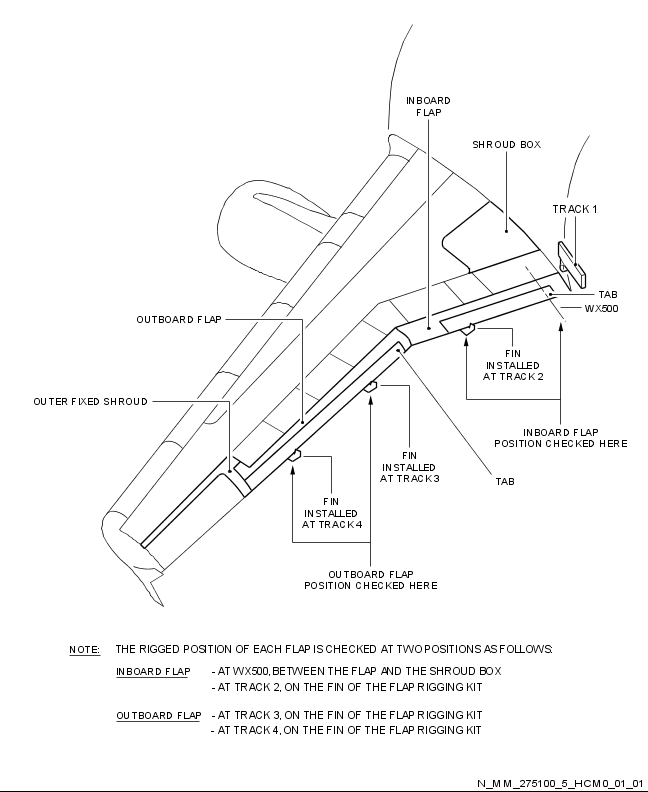 INBOARD
FLAP
SHROUD BOX
TRACK 1
TAB
WX500
OUTBOARD FLAP
FIN
INSTALLED
AT TRACK 2
OUTER FIXED SHROUD
INBOARD FLAP
POSITION CHECKED HERE
FIN
INSTALLED
AT TRACK 3
TAB
FIN
INSTALLED
AT TRACK 4
OUTBOARD FLAP
POSITION CHECKED HERE
NOTE: THE RIGGED POSITION OF EACH FLAP IS CHECKED AT TWO POSITIONS AS FOLLOWS:
INBOARD FLAP - AT WX500, BETWEEN THE FLAP AND THE SHROUD BOX
- AT TRACK 2, ON THE FIN OF THE FLAP RIGGING KIT
OUTBOARD FLAP - AT TRACK 3, ON THE FIN OF THE FLAP RIGGING KIT
- AT TRACK 4, ON THE FIN OF THE FLAP RIGGING KIT
N_MM_275100_5_HCM0_01_01